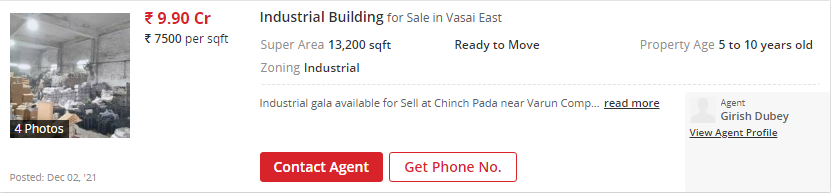 ₹ 9.90 Cr
₹ 7500 per sqft
Industrial Building for Sale in Vasai East
Super Area 13,200 sqft Ready to Move Property Age 5 to 10 years old
Zoning Industrial
Industrial gala available for Sell at Chinch Pada near Varun Comp... read more
Agent
Girish Dubey
View Agent Profile
4 Photos
Contact Agent Get Phone No.
Posted: Dec 02, '21